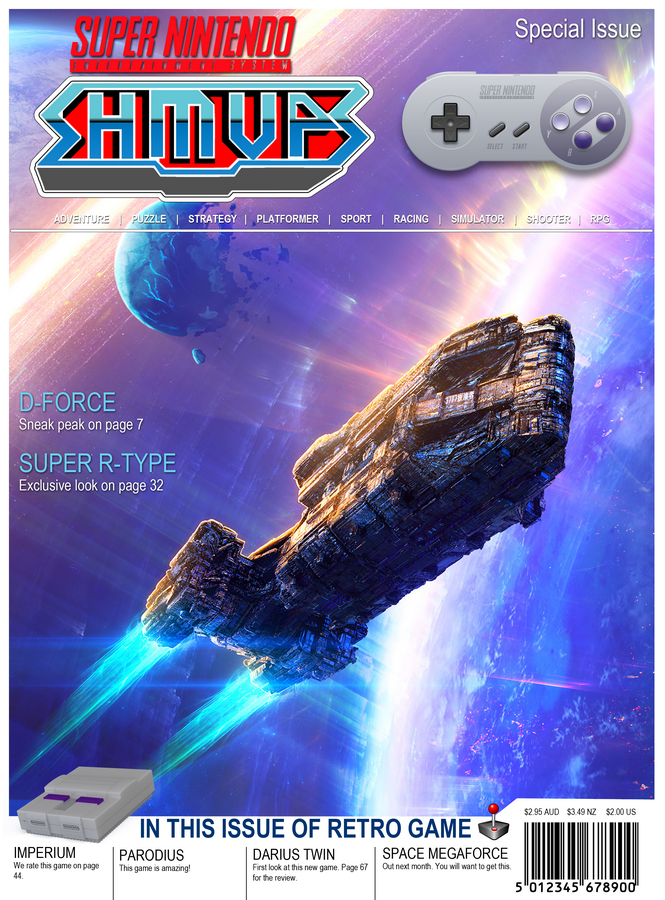 Special Issue
SUPER NINTENDO
ENTERTAINMENT SYSTEM
SHMUPS
SUPER NINTENDO
SELECT START
Y X B A
ADVENTURE | PUZZLE | STRATEGY | PLATFORMER | SPORT | RACING | SIMULATOR | SHOOTER | RPG
D-FORCE
Sneak peak on page 7
SUPER R-TYPE
Exclusive look on page 32
IN THIS ISSUE OF RETRO GAME
IMPERIUM
We rate this game on page
44.
PARODIUS
This game is amazing!
DARIUS TWIN
First look at this new game. Page 67
for the review.
SPACE MEGAFORCE
Out next month. You will want to get this.
$2.95 AUD $3.49 NZ $2.00 US
5 012345 678900